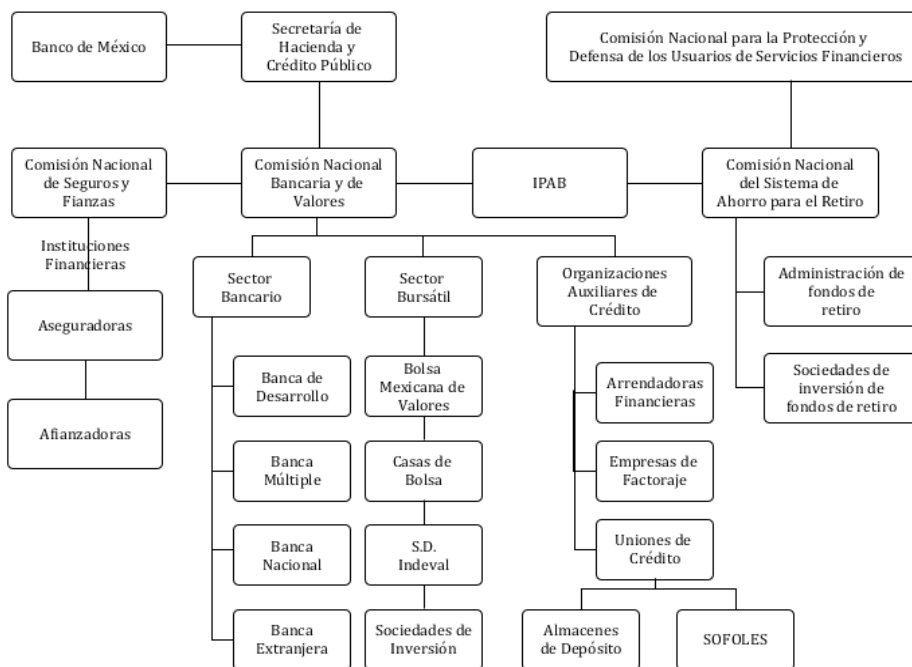 Banco de México
Secretaría de
Hacienda y
Crédito Público
Comisión Nacional para la Protección y
Defensa de los Usuarios de Servicios Financieros
Comisión Nacional
de Seguros y
Fianzas
Comisión Nacional
Bancaria y de
Valores
IPAB
Comisión Nacional
del Sistema de
Ahorro para el Retiro
Instituciones
Financieras
Aseguradoras
Afianzadoras
Sector
Bancario
Banca de
Desarrollo
Banca
Múltiple
Banca
Nacional
Banca
Extranjera
Sector
Bursátil
Bolsa
Mexicana de
Valores
Casas de
Bolsa
S.D.
Indeval
Sociedades de
Inversión
Organizaciones
Auxiliares de
Crédito
Arrendadoras
Financieras
Empresas de
Factoraje
Uniones de
Crédito
Almacenes
de Depósito
SOFOLES
Administración de
fondos de
retiro
Sociedades de
inversión de
fondos de retiro